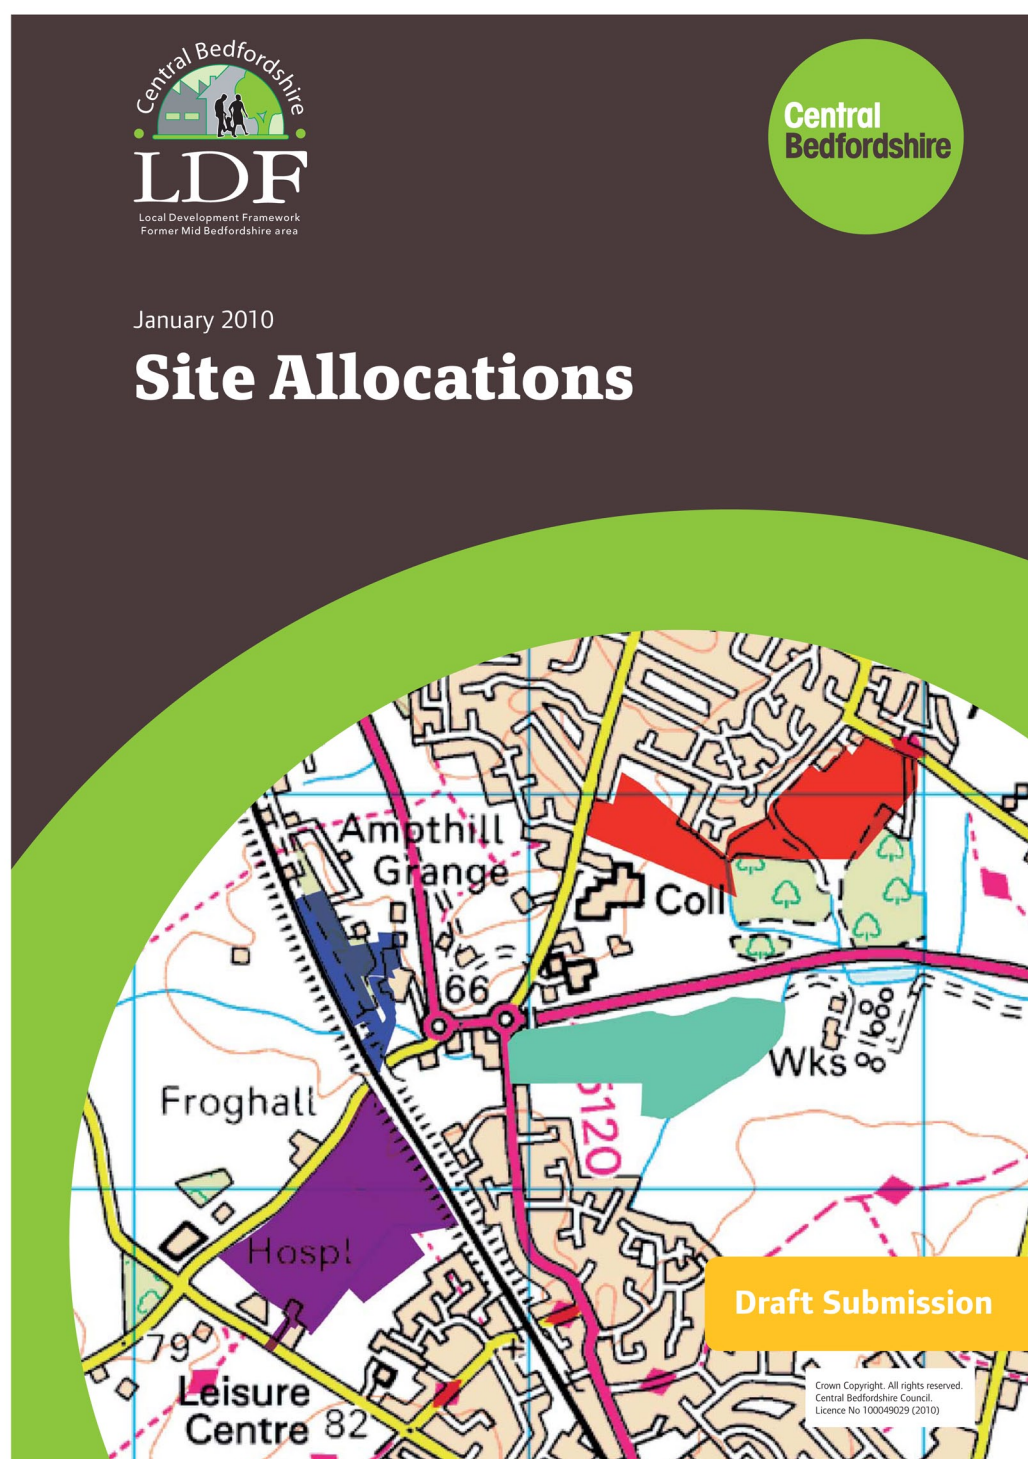 Central Bedfordshire
LDF
Local Development Framework
Former Mid Bedfordshire area
Central
Bedfordshire
January 2010
Site Allocations
Ampthill
Grange
Coll
66
Wks
Froghall
5120
Hospl
79
Leisure
Centre 82
Draft Submission
Crown Copyright. All rights reserved.
Central Bedfordshire Council.
Licence No 100049029 (2010)